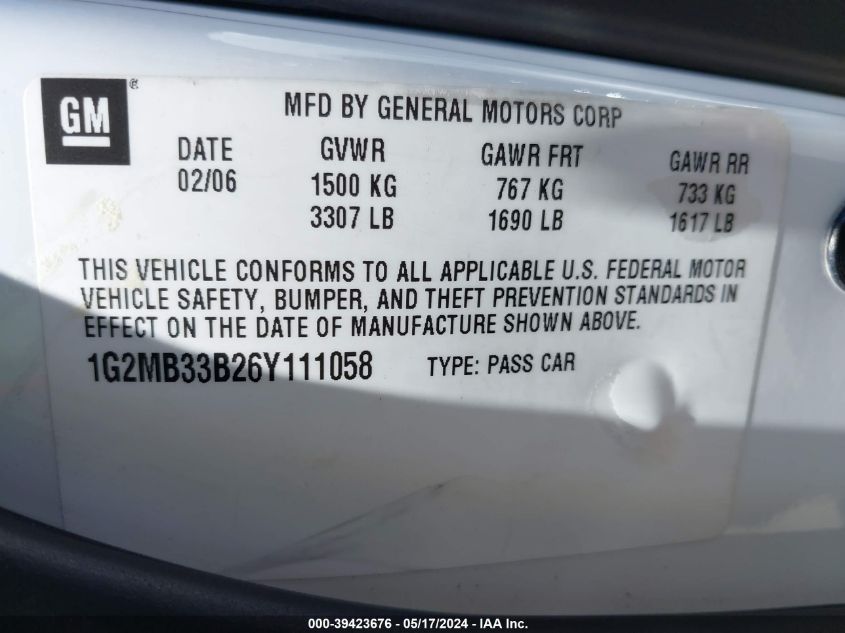 GM®
MFD BY GENERAL MOTORS CORP
DATE GVWR GAWR FRT GAWR RR
02/06 1500 KG 767 KG 733 KG
3307 LB 1690 LB 1617 LB
THIS VEHICLE CONFORMS TO ALL APPLICABLE U.S. FEDERAL MOTOR
VEHICLE SAFETY, BUMPER, AND THEFT PREVENTION STANDARDS IN
EFFECT ON THE DATE OF MANUFACTURE SHOWN ABOVE.
1G2MB33B26Y111058 TYPE: PASS CAR
000-39423676 - 05/17/2024 - IAA Inc.